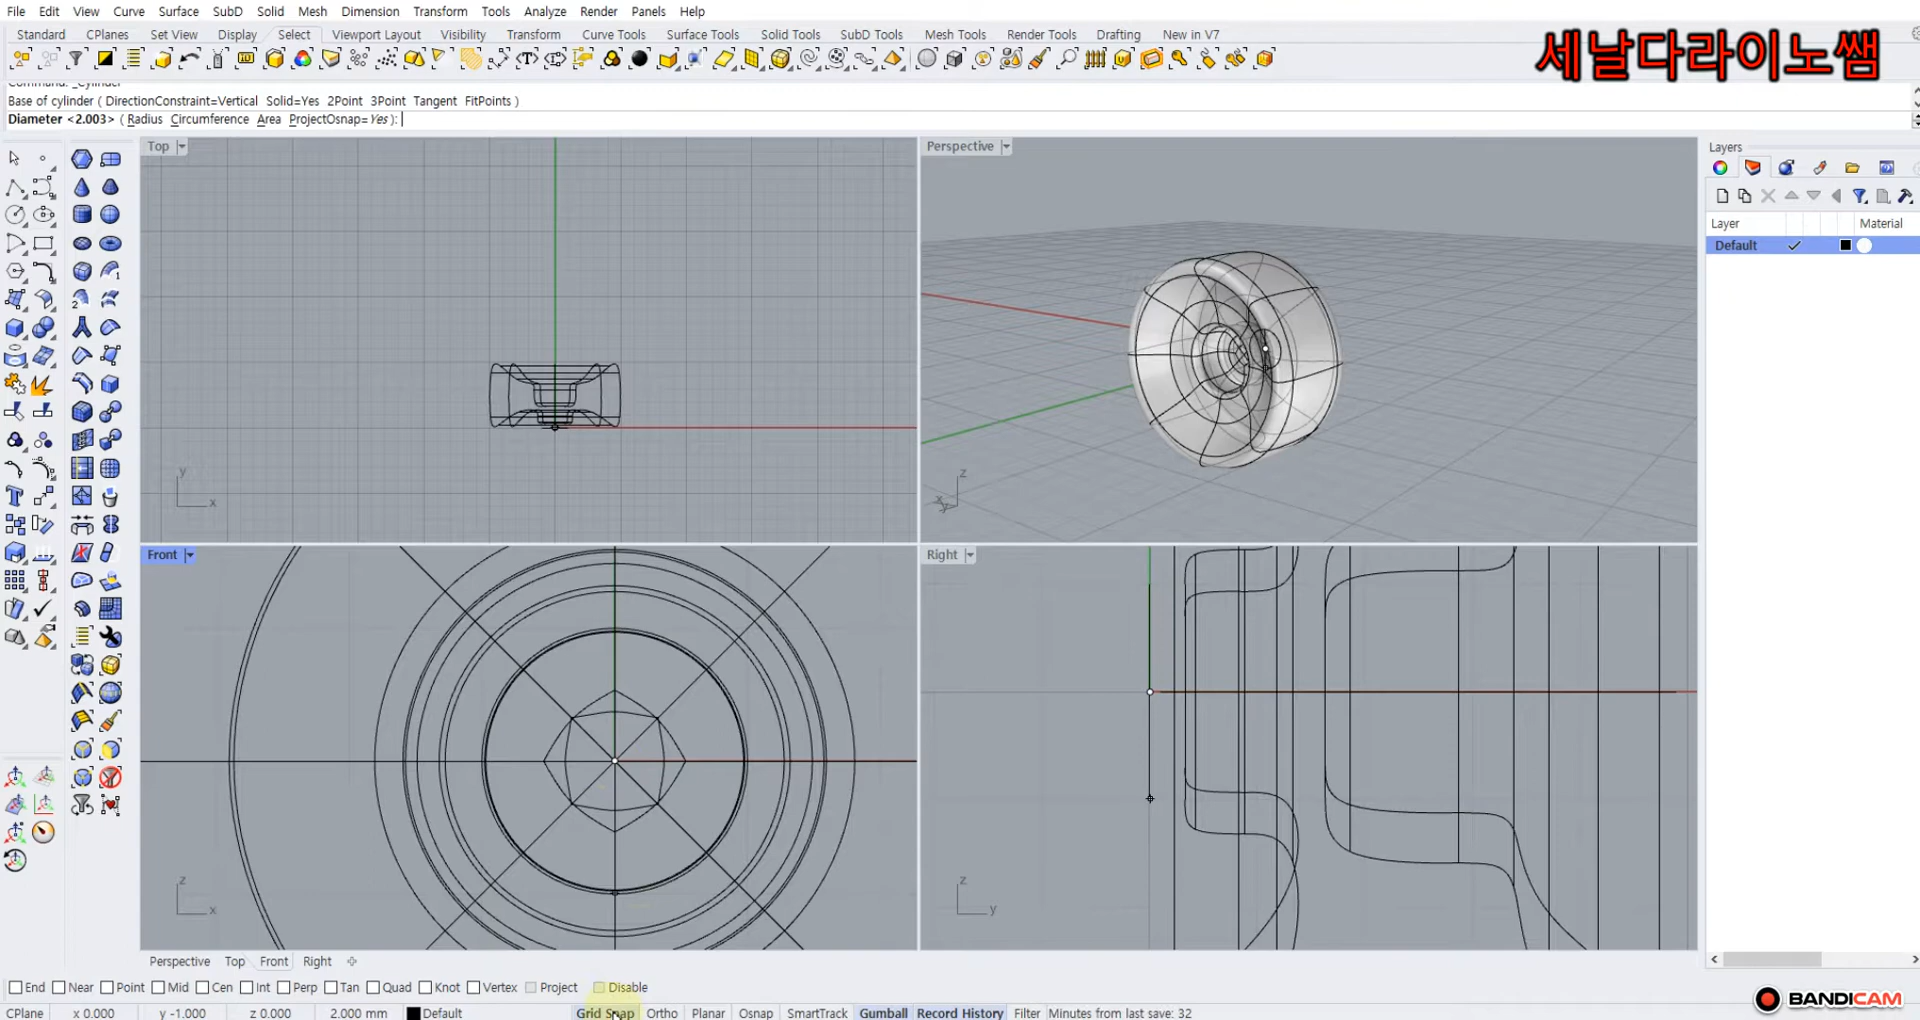 File Edit View Curve Surface SubD Solid Mesh Dimension Transform Tools Analyze Render Panels Help
Standard CPlanes Set View Display Select Viewport Layout Visibility Transform Curve Tools Surface Tools Solid Tools SubD Tools Mesh Tools Render Tools Drafting New in V7
세날다라이노쌤
Command: _Cylinder
Base of cylinder ( DirectionConstraint=Vertical Solid=Yes 2Point 3Point Tangent FitPoints )
Diameter <2.003> ( Radius Circumference Area ProjectOsnap=Yes ):
Top
Perspective
Layers
Layer Material
Default
y
x
z
x
y
Front
Right
z
x
z
y
Perspective Top Front Right
End Near Point Mid Cen Int Perp Tan Quad Knot Vertex Project Disable
BANDICAM
CPlane x 0.000 y -1.000 z 0.000 2.000 mm Default Grid Snap Ortho Planar Osnap SmartTrack Gumball Record History Filter Minutes from last save: 32